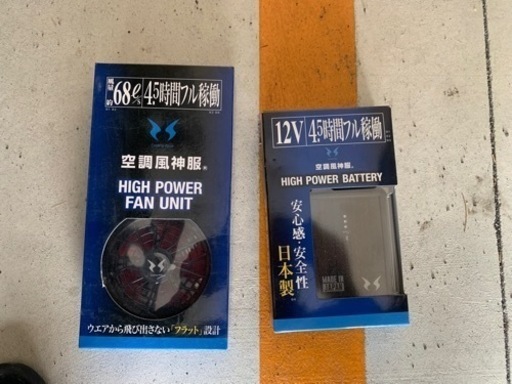 風量約68ℓ/s 4.5時間フル稼働
空調風神服®
HIGH POWER
FAN UNIT
ウエアから飛び出さない「フラット」設計
12V 4.5時間フル稼働
空調風神服®
HIGH POWER BATTERY
安心感・安全性
日本製
MADE IN
JAPAN